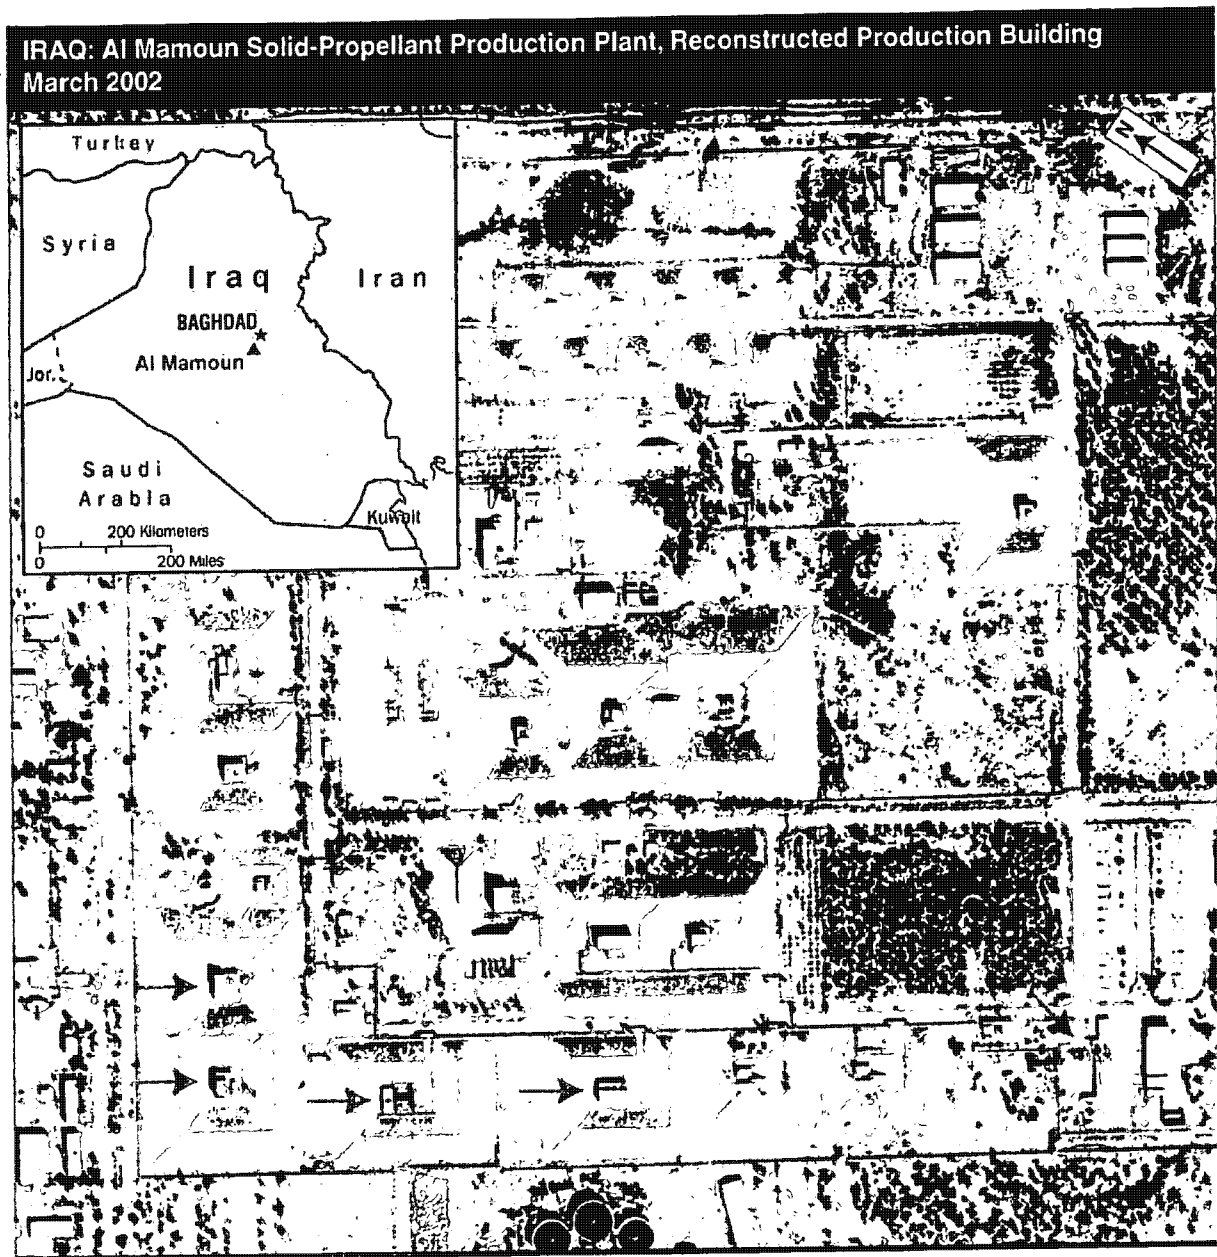 IRAQ: Al Mamoun Solid-Propellant Production Plant, Reconstructed Production Building
March 2002
N
Turkey
Syria
Iraq
Iran
BAGHDAD
Al Mamoun
Jor.
Saudi
Arabia
Kuwait
0 200 Kilometers
0 200 Miles